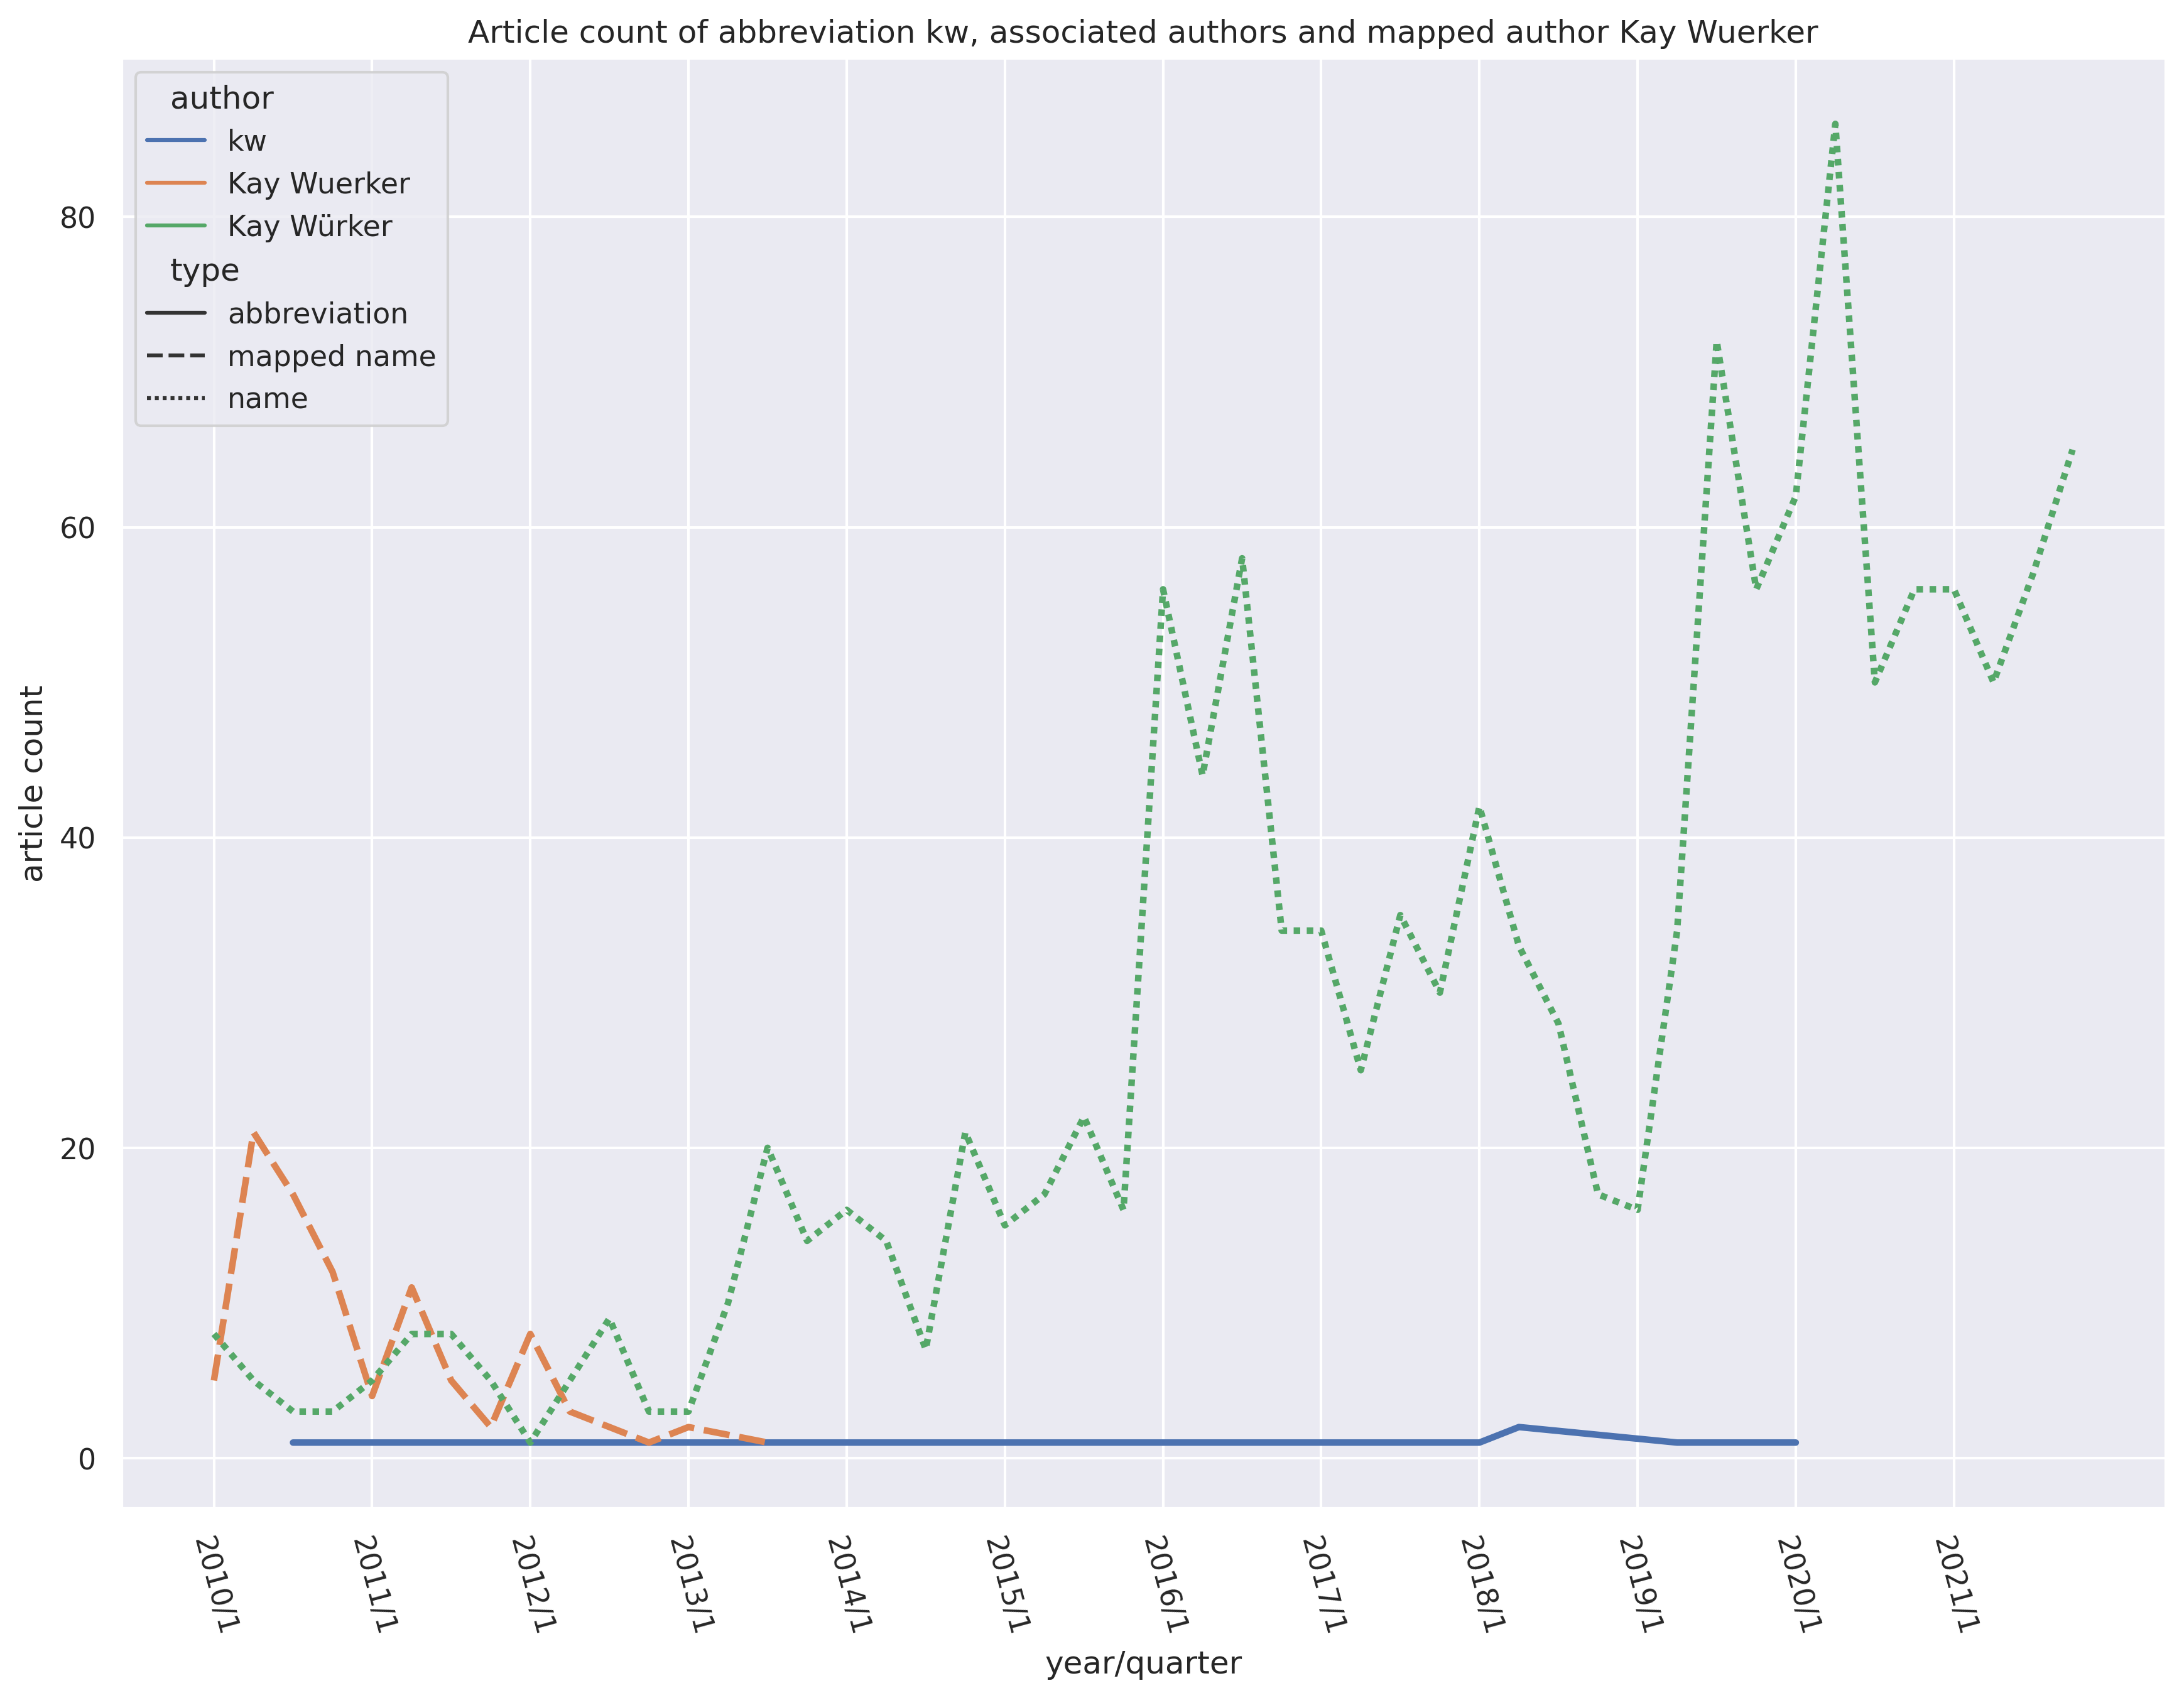 Article count of abbreviation kw, associated authors and mapped author Kay Wuerker
author
kw
Kay Wuerker
Kay Würker
type
abbreviation
mapped name
name
80
60
40
20
0
article count
2010/1
2011/1
2012/1
2013/1
2014/1
2015/1
2016/1
2017/1
2018/1
2019/1
2020/1
2021/1
year/quarter